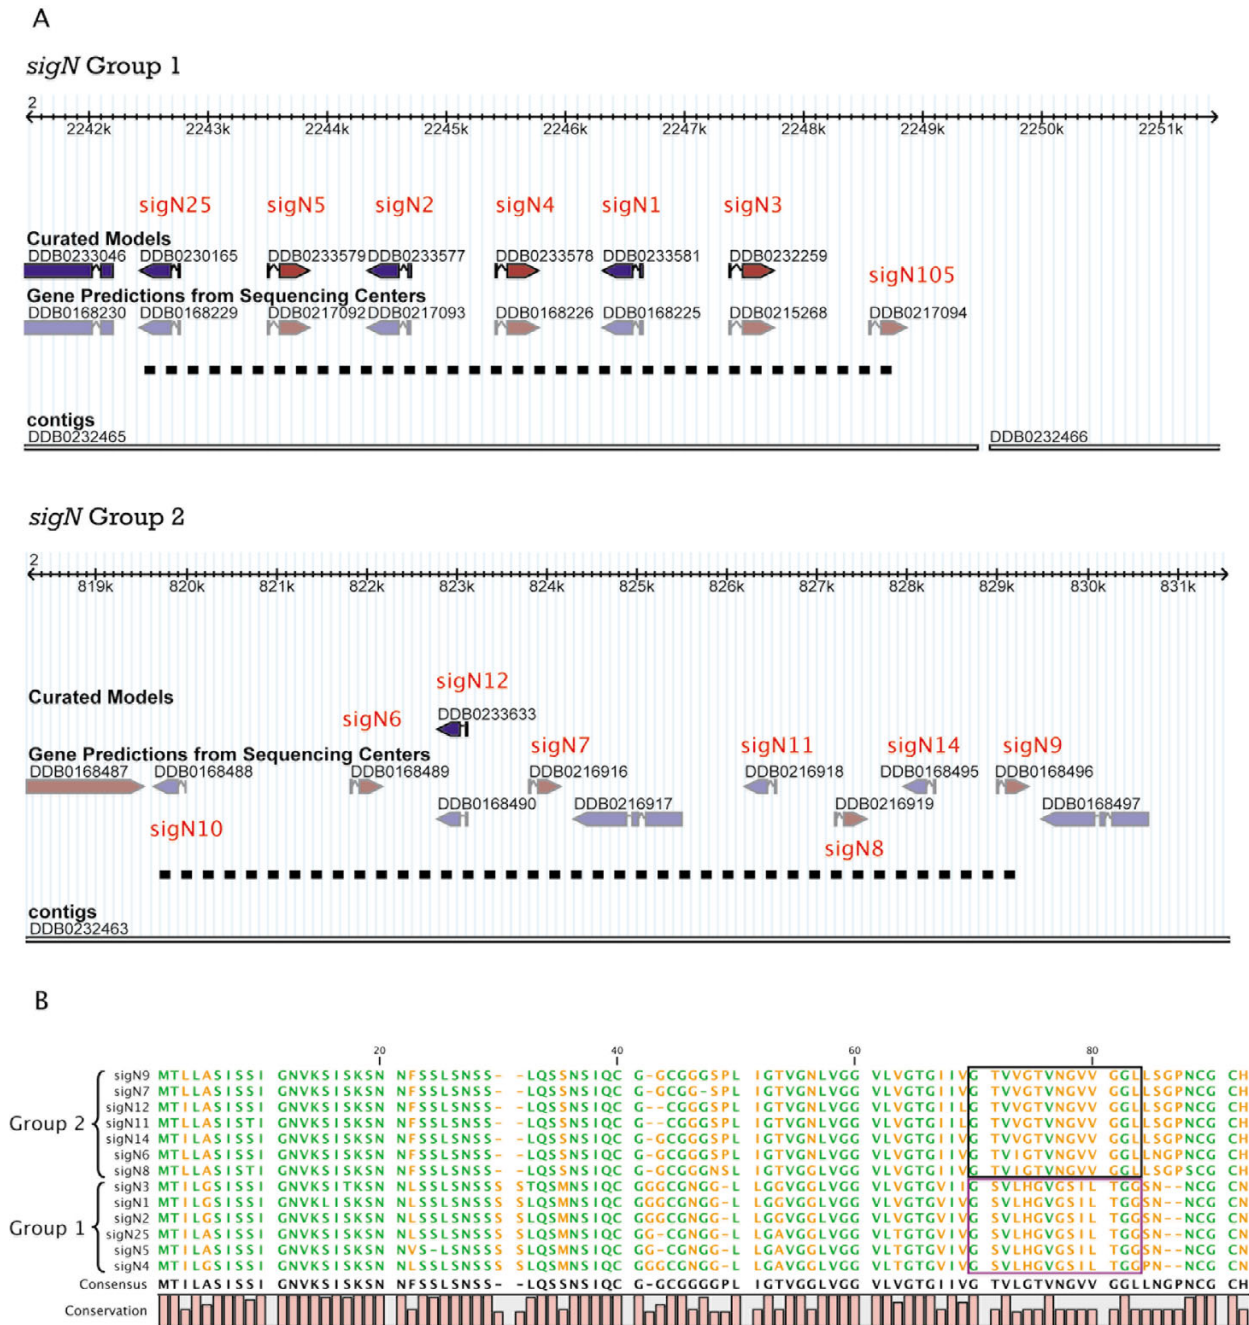 A
sigN Group 1
2
2242k 2243k 2244k 2245k 2246k 2247k 2248k 2249k 2250k 2251k
sigN25 sigN5 sigN2 sigN4 sigN1 sigN3
Curated Models
DDB0233046 DDB0230165 DDB0233579 DDB0233577 DDB0233578 DDB0233581 DDB0232259
sigN105
Gene Predictions from Sequencing Centers
DDB0168230 DDB0168229 DDB0217092 DDB0217093 DDB0168226 DDB0168225 DDB0215268 DDB0217094
contigs
DDB0232465 DDB0232466
sigN Group 2
2
819k 820k 821k 822k 823k 824k 825k 826k 827k 828k 829k 830k 831k
sigN12
Curated Models
DDB0233633
sigN6
sigN7 sigN11 sigN14 sigN9
Gene Predictions from Sequencing Centers
DDB0168487 DDB0168488 DDB0168489 DDB0216916 DDB0216918 DDB0168495 DDB0168496
DDB0168490 DDB0216917 DDB0216919 DDB0168497
sigN10
sigN8
contigs
DDB0232463
B
20 40 60 80
Group 2
sigN9 MTLLASISSI GNVKSISKSN NFSSLSNSS- -LQSSNSIQC G-GCGGGSPL IGTVGNLVGG VLVGTGIIVG TVVGTVNGVV GGLLSGPNCG CH
sigN7 MTLLASISSI GNVKSISKSN NFSSLSNSS- -LQSSNSIQC G-GCGG-SPL IGTVGNLVGG VLVGTGIIVG TVVGTVNGVV GGLLSGPNCG CH
sigN12 MTILASISSI GNVKSISKSN NFSSLSNSS- -LQSSNSIQC G--CGGGSPL IGTVGNLVGG VLVGTGIILG TVVGTVNGVV GGLLSGPNCG CH
sigN11 MTLLASISTI GNVKSISKSN NFSSLSNSS- -LQSSNSIQC G--CGGGSPL IGTVGNLVGG VLVGTGIILG TVVGTVNGVV GGLLSGPNCG CH
sigN14 MTILASISSI GNVKSISKSN NFSSLSNSS- -LQSSNSIQC G-GCGGGSPL IGTVGNLVGG VLVGTGIIVG TVVGTVNGVV GGLLNGPNCG CH
sigN6 MTLLASISSI GNVKSISKSN NFSSLSNSS- -LQSSNSIQC G-GCGGGSPL IGTVGNLVGG VLVGTGIIVG TVVGTVNGVV GGLLNGPNCG CH
sigN8 MTLLASISTI GNVKSISKSN NFSSLSNSS- -LQSSNSIQC G-GCGGGNSL IGTVGGLVGG VLVGTGIIVG TVIGTVNGVV GGLLSGPSCG CH
Group 1
sigN3 MTILGSISSI GNVKSITKSN NLSSLSNSSS SSTQSMNSIQC GGGCGNGG-L LGGVGGLVGG VLTGTGVIIG SVLHGVGSIL TGGSN--NCG CN
sigN1 MTILGSISSI GNVKLISKSN NLSSLSNSSS SLQSMNSIQC GGGCGNGG-L LGGVGGLVGG VLVGTGVIVG SVLHGVGSIL TGGSN--NCG CN
sigN2 MTILGSISSI GNVKSISKSN NLSSLSNSSS SLQSMNSIQC GGGCGNGG-L LGGVGGLVGG VLVGTGVIVG SVLHGVGSIL TGGSN--NCG CN
sigN25 MTILGSISSI GNVKSISKSN NLSSLSNSSS SLQSMNSIQC GG-CGNGG-L LGAVGGLVGG VLVGTGVIVG SVLHGVGSIL TGGSN--NCG CN
sigN5 MTILASISSI GNVKSISKSN NVS-LSNSSS SLQSMNSIQC GG-CGNGG-L LGAVGGLVGG VLTGTGVIVG SVLHGVGSIL TGGSN--NCG CN
sigN4 MTILASISSI GNVKSISKSN NLSSLSNSSS SLQSMNSIQC GGGCGNGG-L LGAVGGLVGG VLTGTGVIVG SVLHGVGSIL TGGPN--NCG CN
Consensus MTILASISSI GNVKSISKSN NFSSLSNSS- -LQSSNSIQC G-GCGGGGPL IGTVGGLVGG VLVGTGIIVG TVLGTVNGVV GGLLNGPNCG CH
Conservation